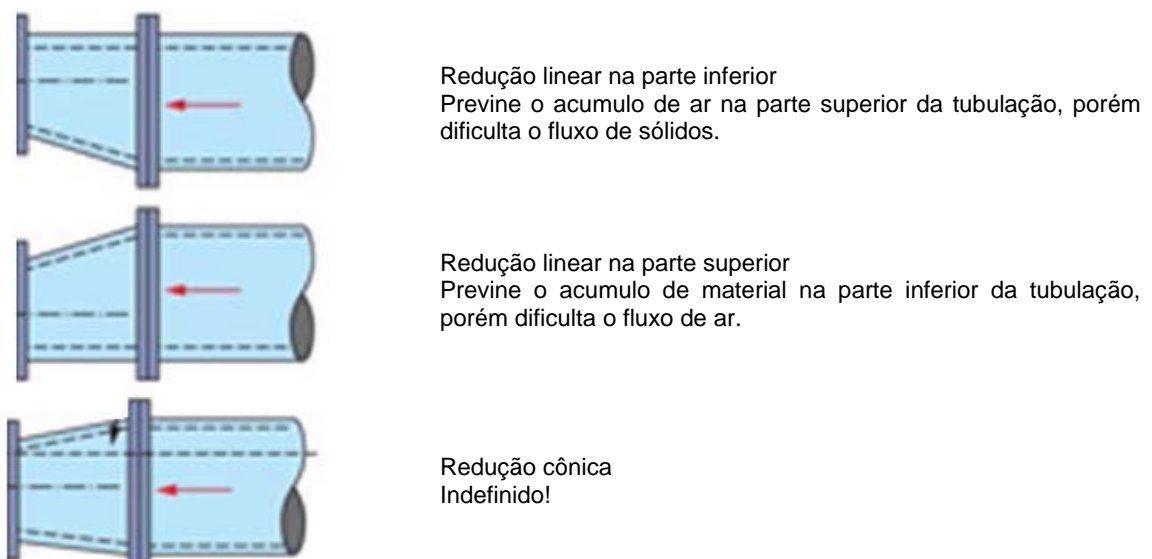 Redução linear na parte inferior
Previne o acumulo de ar na parte superior da tubulação, porém
dificulta o fluxo de sólidos.
Redução linear na parte superior
Previne o acumulo de material na parte inferior da tubulação,
porém dificulta o fluxo de ar.
Redução cônica
Indefinido!